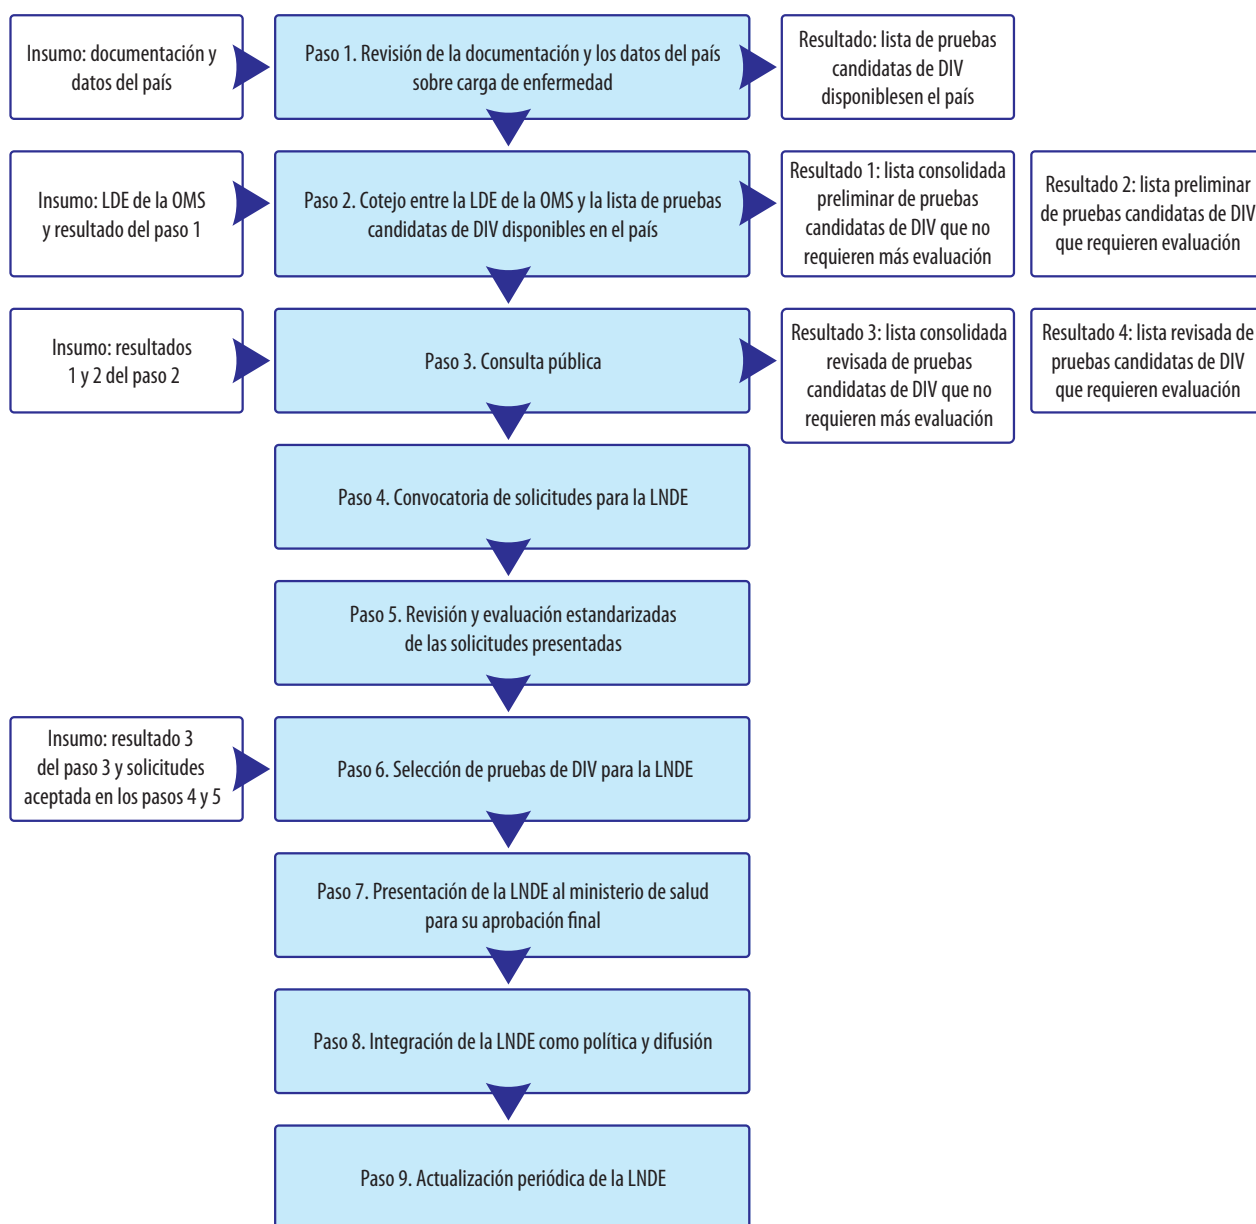 Insumo: documentación y
datos del país
Paso 1. Revisión de la documentación y los datos del país
sobre carga de enfermedad
Resultado: lista de pruebas
candidatas de DIV
disponiblesen el país
Insumo: LDE de la OMS
y resultado del paso 1
Paso 2. Cotejo entre la LDE de la OMS y la lista de pruebas
candidatas de DIV disponibles en el país
Resultado 1: lista consolidada
preliminar de pruebas
candidatas de DIV que no
requieren más evaluación
Resultado 2: lista preliminar
de pruebas candidatas de DIV
que requieren evaluación
Insumo: resultados
1 y 2 del paso 2
Paso 3. Consulta pública
Resultado 3: lista consolidada
revisada de pruebas
candidatas de DIV que no
requieren más evaluación
Resultado 4: lista revisada de
pruebas candidatas de DIV
que requieren evaluación
Paso 4. Convocatoria de solicitudes para la LNDE
Paso 5. Revisión y evaluación estandarizadas
de las solicitudes presentadas
Insumo: resultado 3
del paso 3 y solicitudes
aceptada en los pasos 4 y 5
Paso 6. Selección de pruebas de DIV para la LNDE
Paso 7. Presentación de la LNDE al ministerio de salud
para su aprobación final
Paso 8. Integración de la LNDE como política y difusión
Paso 9. Actualización periódica de la LNDE